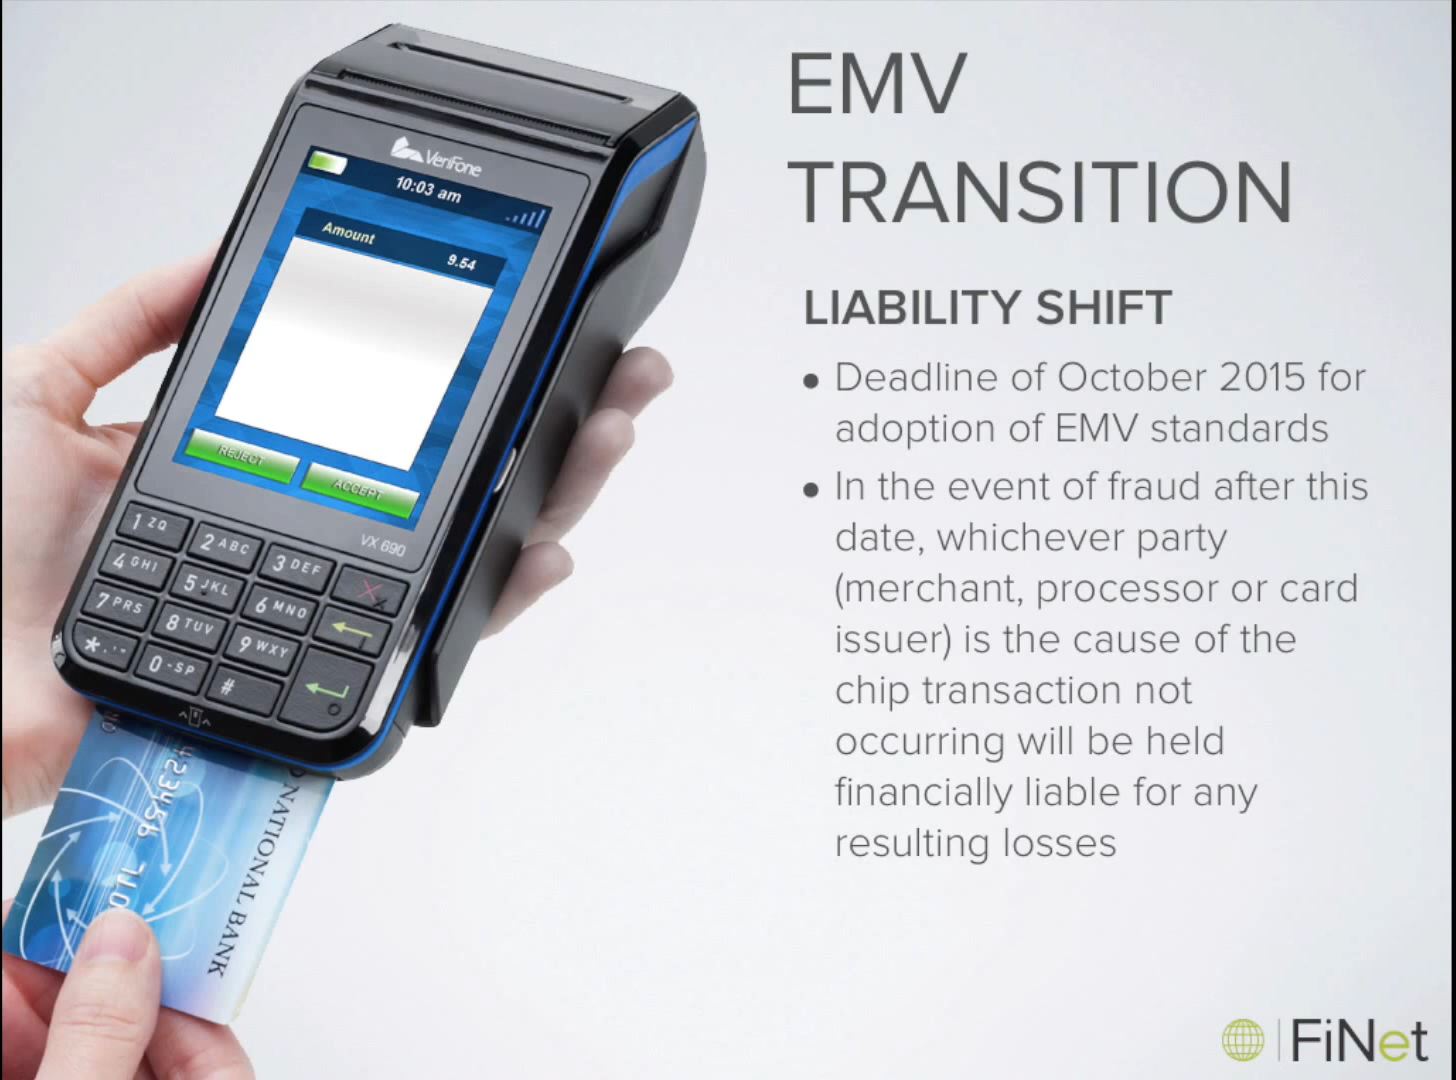 EMV
TRANSITION
LIABILITY SHIFT
• Deadline of October 2015 for
adoption of EMV standards
• In the event of fraud after this
date, whichever party
(merchant, processor or card
issuer) is the cause of the
chip transaction not
occurring will be held
financially liable for any
resulting losses
VeriFone
10:03 am
Amount
9.54
REJECT
ACCEPT
VX 690
1 ZQ
2 ABC
3 DEF
4 GHI
5 JKL
6 MNO
7 PRS
8 TUV
9 WXY
*.'"
0 -SP
#
NATIONAL BANK
FiNet